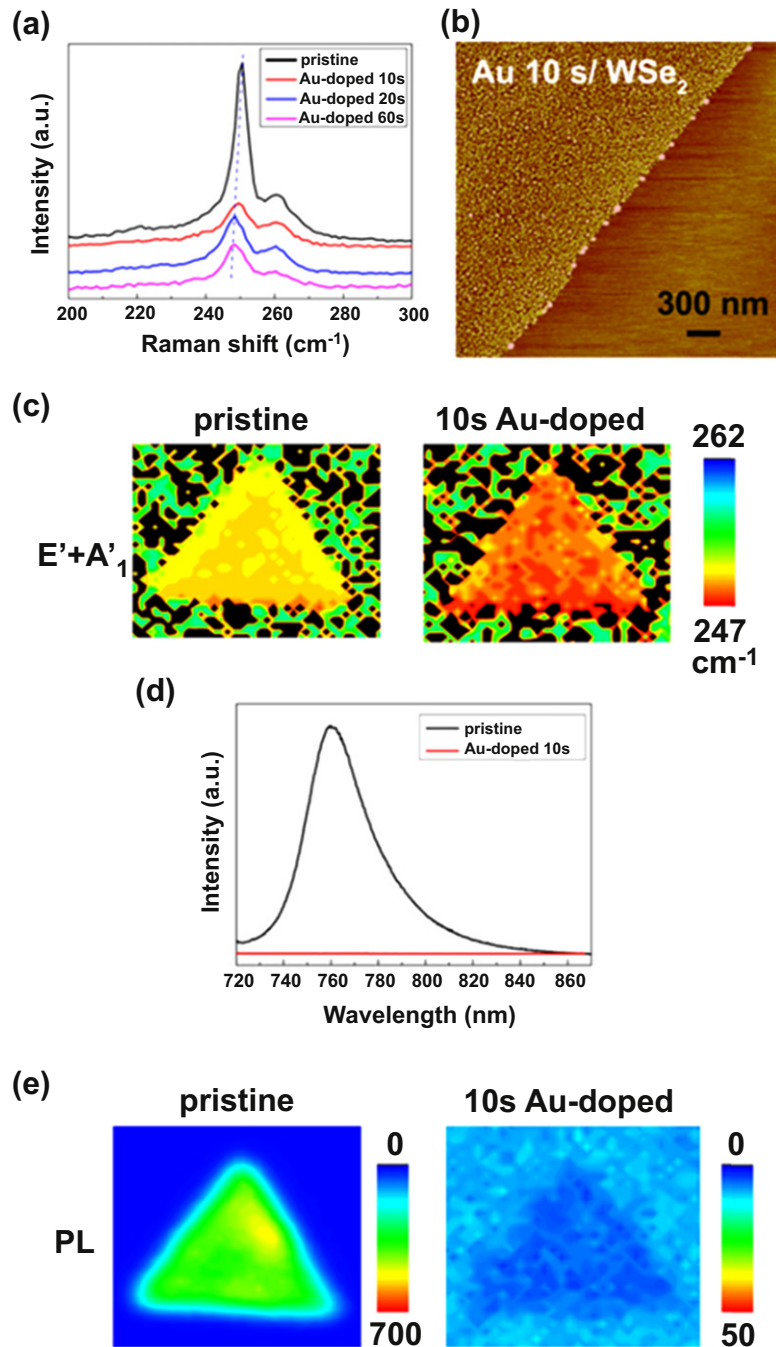 (a)
Intensity (a.u.)
pristine
Au-doped 10s
Au-doped 20s
Au-doped 60s
200 220 240 260 280 300
Raman shift (cm⁻¹)
(b)
Au 10 s/ WSe₂
300 nm
(c)
pristine
10s Au-doped
E'+A'₁
262
247
cm⁻¹
(d)
Intensity (a.u.)
pristine
Au-doped 10s
720 740 760 780 800 820 840 860
Wavelength (nm)
(e)
pristine
10s Au-doped
PL
0
700
0
50